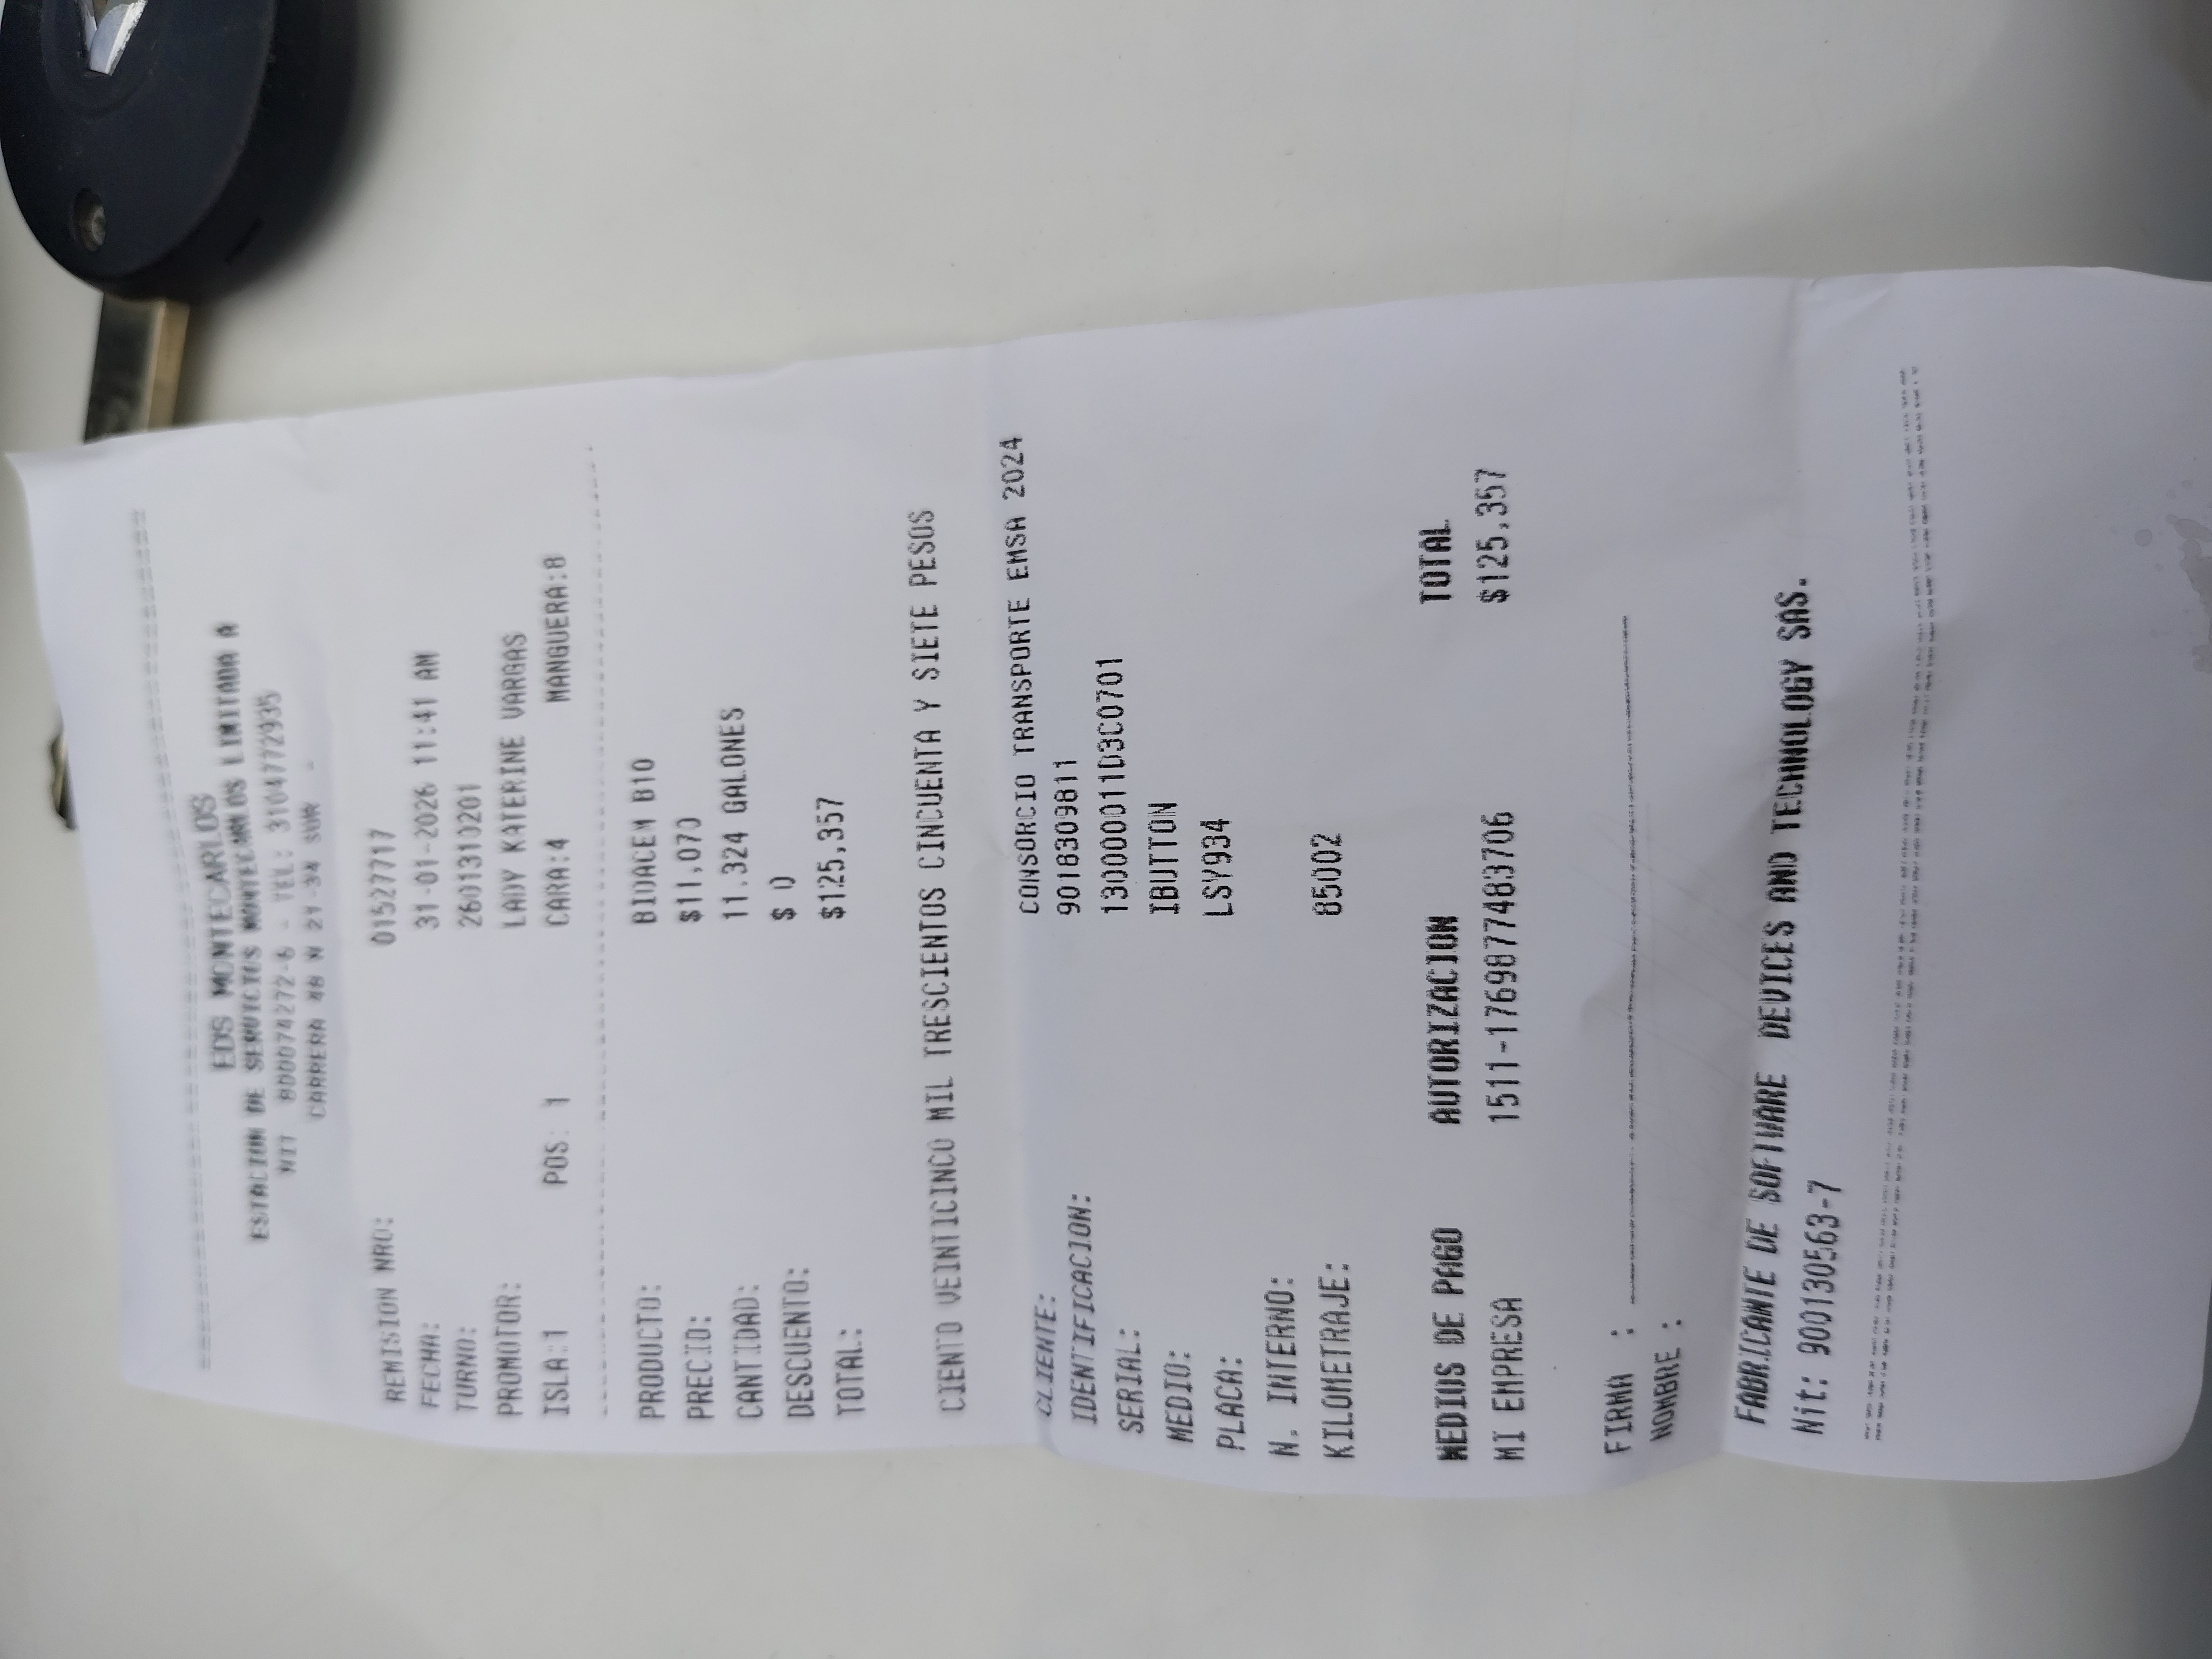 EDS MONTECARLOS
ESTACION DE SERVICIOS MONTECARLOS LIMITADA A
NIT 800074272-6 - TEL: 3104772935
CARRERA 48 N 21-34 SUR -
REMISION NRO: 01527717
FECHA: 31-01-2026 11:41 AM
TURNO: 2601310201
PROMOTOR: LADY KATERINE VARGAS
ISLA:1 POS: 1 CARA:4 MANGUERA:8
PRODUCTO: BIOACEM B10
PRECIO: $11,070
CANTIDAD: 11.324 GALONES
DESCUENTO: $ 0
TOTAL: $125,357
CIENTO VEINTICINCO MIL TRESCIENTOS CINCUENTA Y SIETE PESOS
CLIENTE: CONSORCIO TRANSPORTE EMSA 2024
IDENTIFICACION: 9018309811
SERIAL: 130000011D3C0701
MEDIO: IBUTTON
PLACA: LSY934
N. INTERNO:
KILOMETRAJE: 85002
MEDIOS DE PAGO AUTORIZACION TOTAL
MI EMPRESA 1511-1769877483706 $125,357
FIRMA :
NOMBRE :
FABRICANTE DE SOFTWARE DEVICES AND TECHNOLOGY SAS.
Nit: 900130563-7